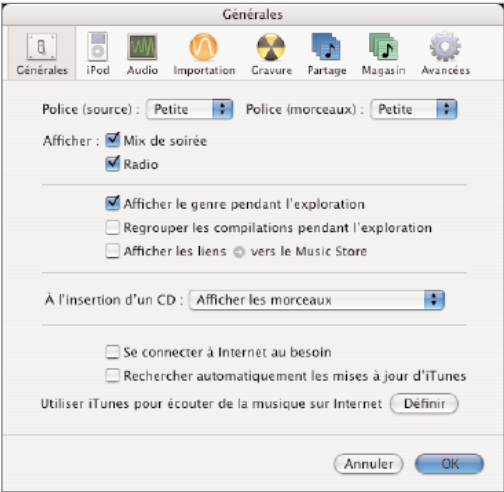 Générales
Générales iPod Audio Importation Gravure Partage Magasin Avancées
Police (source) : Petite Police (morceaux) : Petite
Afficher : Mix de soirée
Radio
Afficher le genre pendant l'exploration
Regrouper les compilations pendant l'exploration
Afficher les liens vers le Music Store
À l'insertion d'un CD : Afficher les morceaux
Se connecter à Internet au besoin
Rechercher automatiquement les mises à jour d'iTunes
Utiliser iTunes pour écouter de la musique sur Internet Définir
Annuler OK